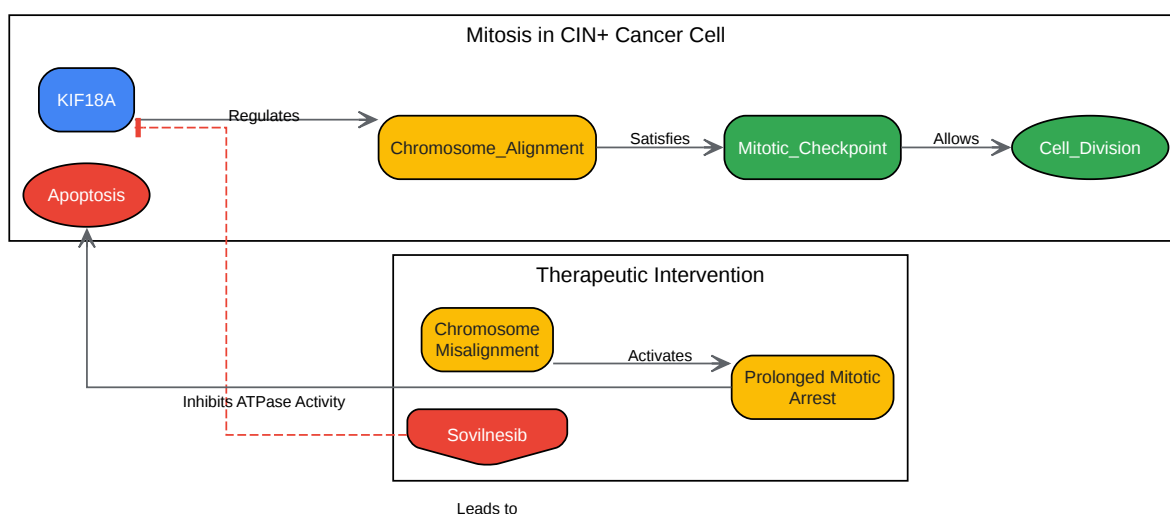 Mitosis in CIN+ Cancer Cell
KIF18A
Regulates
Chromosome_Alignment
Satisfies
Mitotic_Checkpoint
Allows
Cell_Division
Apoptosis
Therapeutic Intervention
Chromosome
Misalignment
Activates
Prolonged Mitotic
Arrest
Inhibits ATPase Activity
Sovilnesib
Leads to